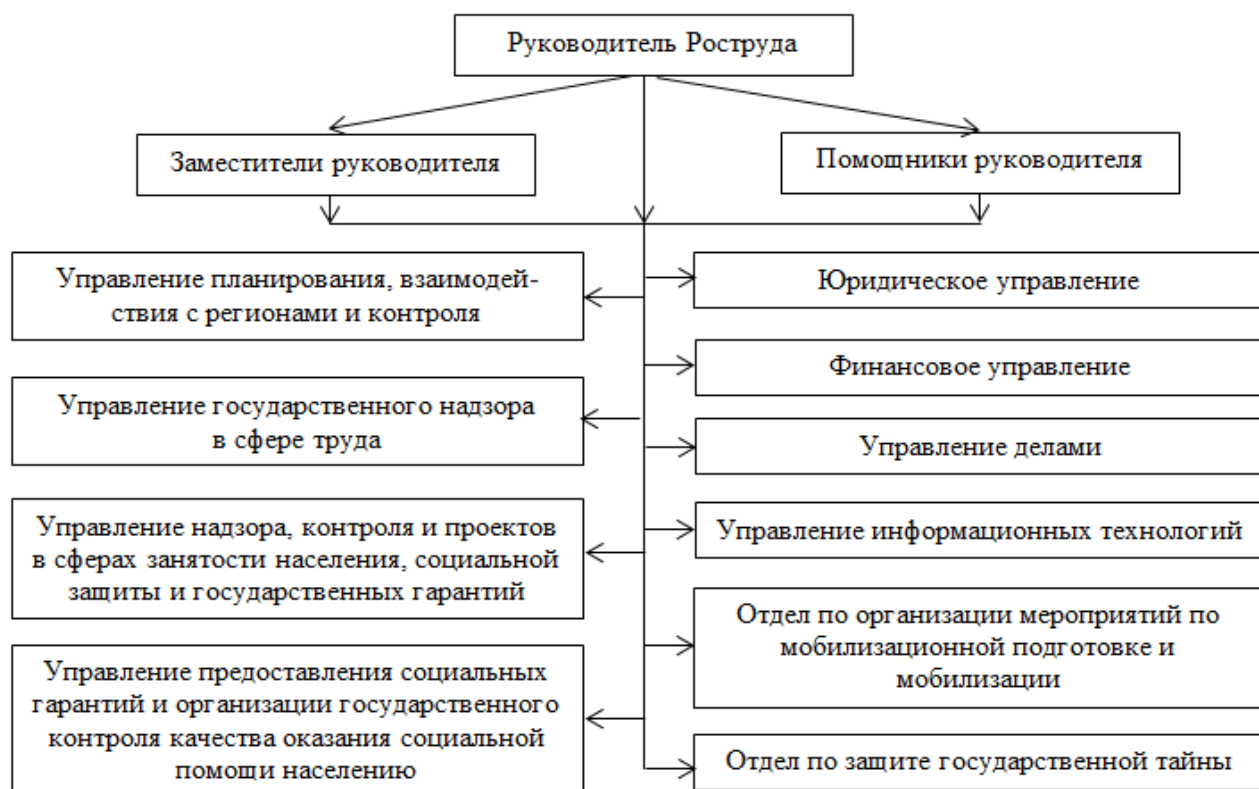 Руководитель Роструда
Заместители руководителя
Помощники руководителя
Управление планирования, взаимодей-
ствия с регионами и контроля
Управление государственного надзора
в сфере труда
Управление надзора, контроля и проектов
в сферах занятости населения, социальной
защиты и государственных гарантий
Управление предоставления социальных
гарантий и организации государственного
контроля качества оказания социальной
помощи населению
Юридическое управление
Финансовое управление
Управление делами
Управление информационных технологий
Отдел по организации мероприятий по
мобилизационной подготовке и
мобилизации
Отдел по защите государственной тайны